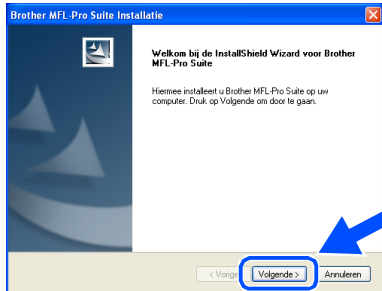 Brother MFL-Pro Suite Installatie
Welkom bij de InstallShield Wizard voor Brother
MFL-Pro Suite
Hiermee installeert u Brother MFL-Pro Suite op uw
computer. Druk op Volgende om door te gaan.
< Vorige Volgende > Annuleren